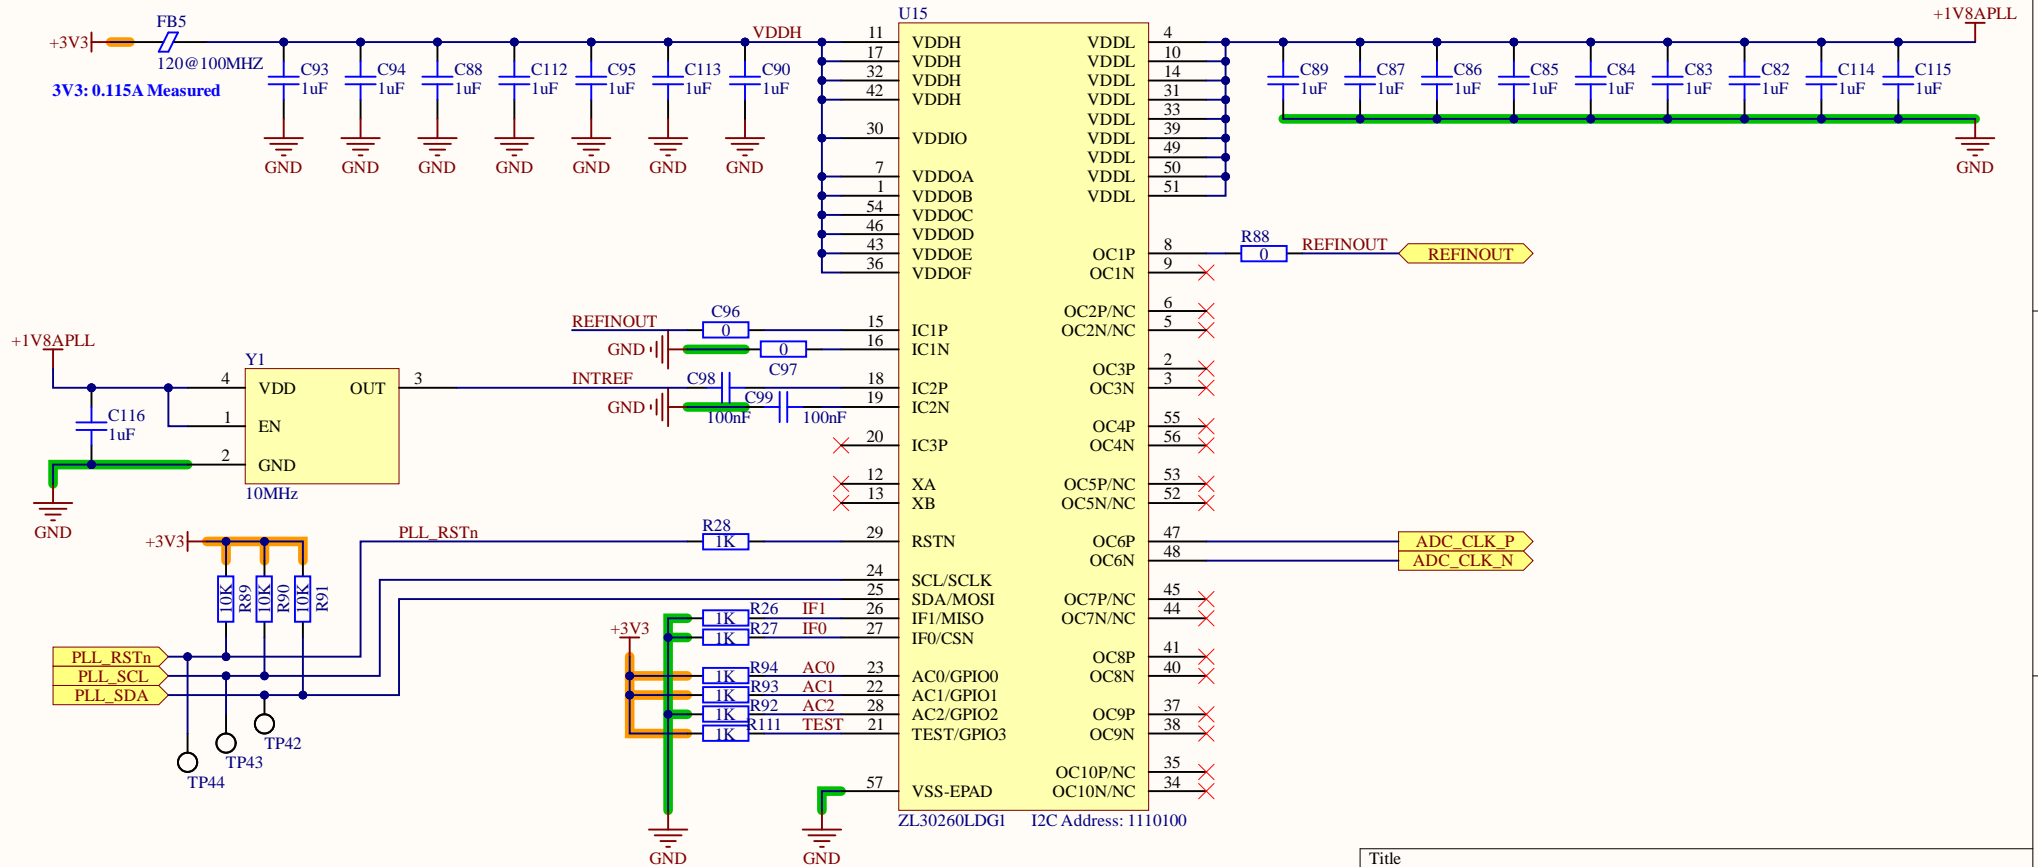 FB5
U15
+1V8APLL
+3V3
VDDH
120@100MHZ
3V3: 0.115A Measured
C93 1uF
C94 1uF
C88 1uF
C112 1uF
C95 1uF
C113 1uF
C90 1uF
GND GND GND GND GND GND GND
C89 1uF
C87 1uF
C86 1uF
C85 1uF
C84 1uF
C83 1uF
C82 1uF
C114 1uF
C115 1uF
GND
11 VDDH
17 VDDH
32 VDDH
42 VDDH
30 VDDIO
7 VDDOA
1 VDDOB
54 VDDOC
46 VDDOD
43 VDDOE
36 VDDOF
VDDL 4
VDDL 10
VDDL 14
VDDL 31
VDDL 33
VDDL 39
VDDL 49
VDDL 50
VDDL 51
OC1P 8 R88 0 REFINOUT REFINOUT
OC1N 9
OC2P/NC 6
OC2N/NC 5
OC3P 2
OC3N 3
OC4P 55
OC4N 56
OC5P/NC 53
OC5N/NC 52
OC6P 47 ADC_CLK_P
OC6N 48 ADC_CLK_N
OC7P/NC 45
OC7N/NC 44
OC8P 41
OC8N 40
OC9P 37
OC9N 38
OC10P/NC 35
OC10N/NC 34
REFINOUT C96 0 15 IC1P
GND 0 C97 16 IC1N
INTREF C98 100nF 18 IC2P
GND C99 100nF 19 IC2N
20 IC3P
12 XA
13 XB
+1V8APLL
Y1
4 VDD OUT 3
1 EN
2 GND
10MHz
C116 1uF
GND
+3V3
PLL_RSTn R28 1K 29 RSTN
10K R89
10K R90
10K R91
24 SCL/SCLK
25 SDA/MOSI
1K R26 IF1 26 IF1/MISO
1K R27 IF0 27 IF0/CSN
+3V3
1K R94 AC0 23 AC0/GPIO0
1K R93 AC1 22 AC1/GPIO1
1K R92 AC2 28 AC2/GPIO2
1K R111 TEST 21 TEST/GPIO3
PLL_RSTn
PLL_SCL
PLL_SDA
TP42
TP43
TP44
57 VSS-EPAD
ZL30260LDG1 I2C Address: 1110100
GND GND
Title